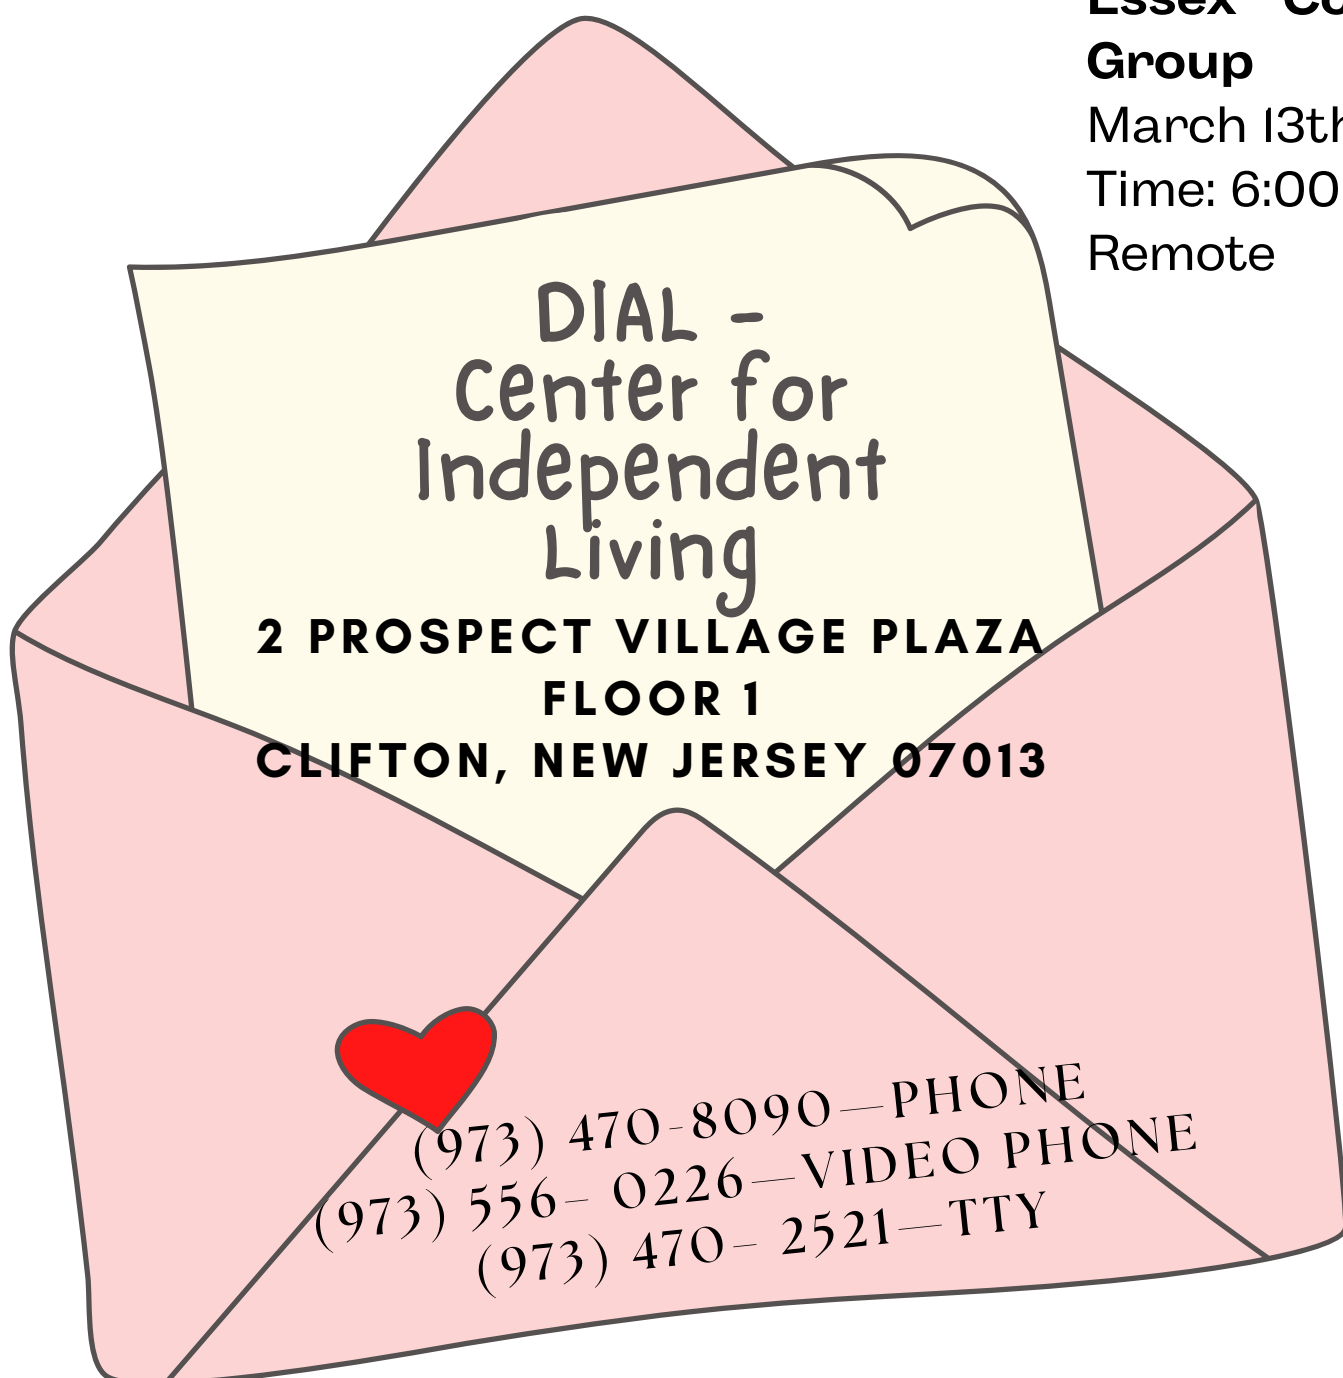 Essex
Group
March 13th
Time: 6:00
Remote
DIAL -
Center for
Independent
Living
2 PROSPECT VILLAGE PLAZA
FLOOR 1
CLIFTON, NEW JERSEY 07013
(973) 470-8090—PHONE
(973) 556- 0226—VIDEO PHONE
(973) 470- 2521—TTY